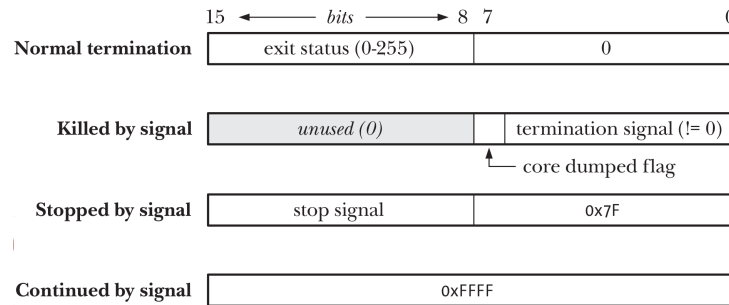 15 bits 8 7 0
Normal termination exit status (0-255) 0
Killed by signal unused (0) termination signal (!= 0)
core dumped flag
Stopped by signal stop signal 0x7F
Continued by signal 0xFFFF